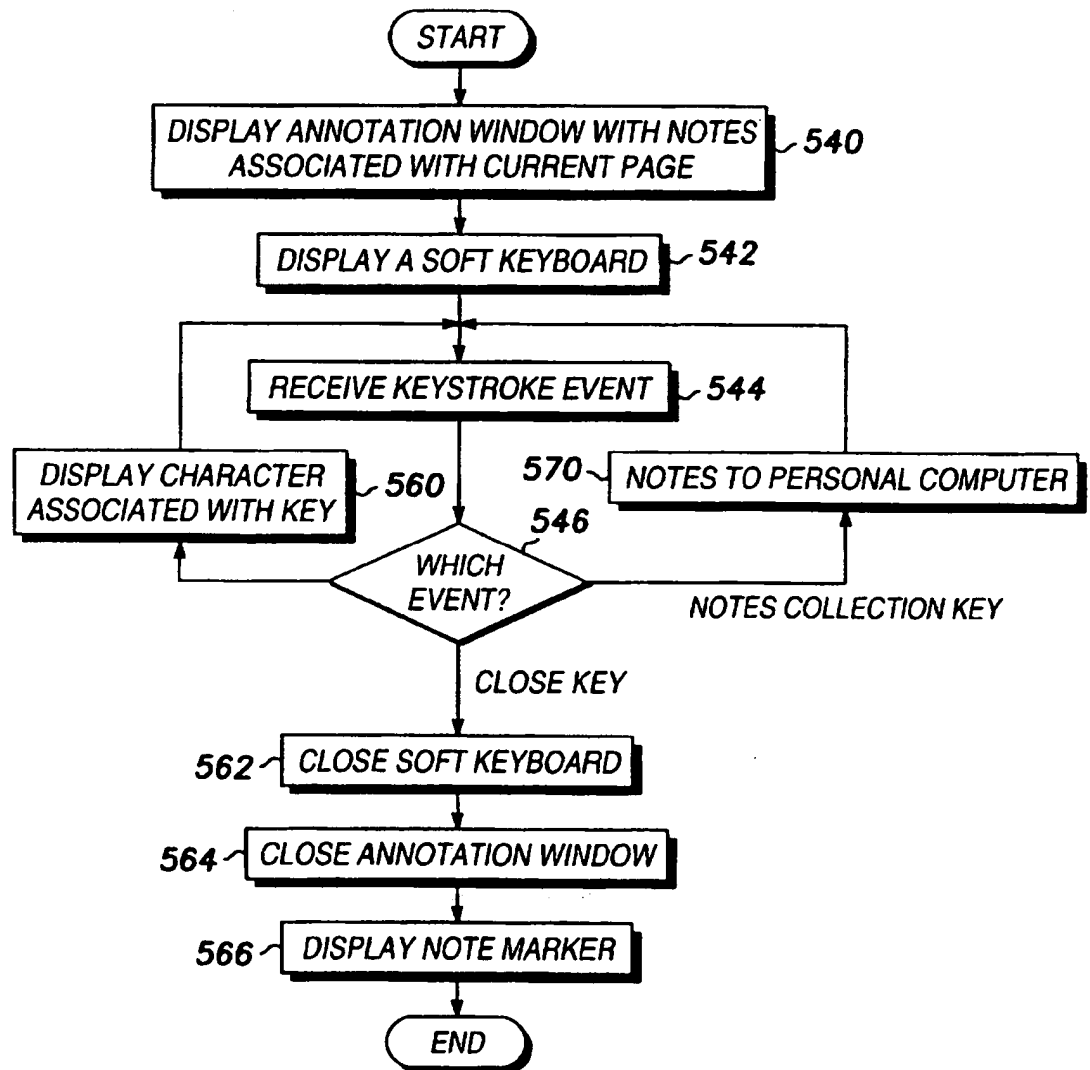 START
DISPLAY ANNOTATION WINDOW WITH NOTES
ASSOCIATED WITH CURRENT PAGE
540
DISPLAY A SOFT KEYBOARD
542
RECEIVE KEYSTROKE EVENT
544
DISPLAY CHARACTER
ASSOCIATED WITH KEY
560
570
NOTES TO PERSONAL COMPUTER
546
WHICH
EVENT?
NOTES COLLECTION KEY
CLOSE KEY
562
CLOSE SOFT KEYBOARD
564
CLOSE ANNOTATION WINDOW
566
DISPLAY NOTE MARKER
END